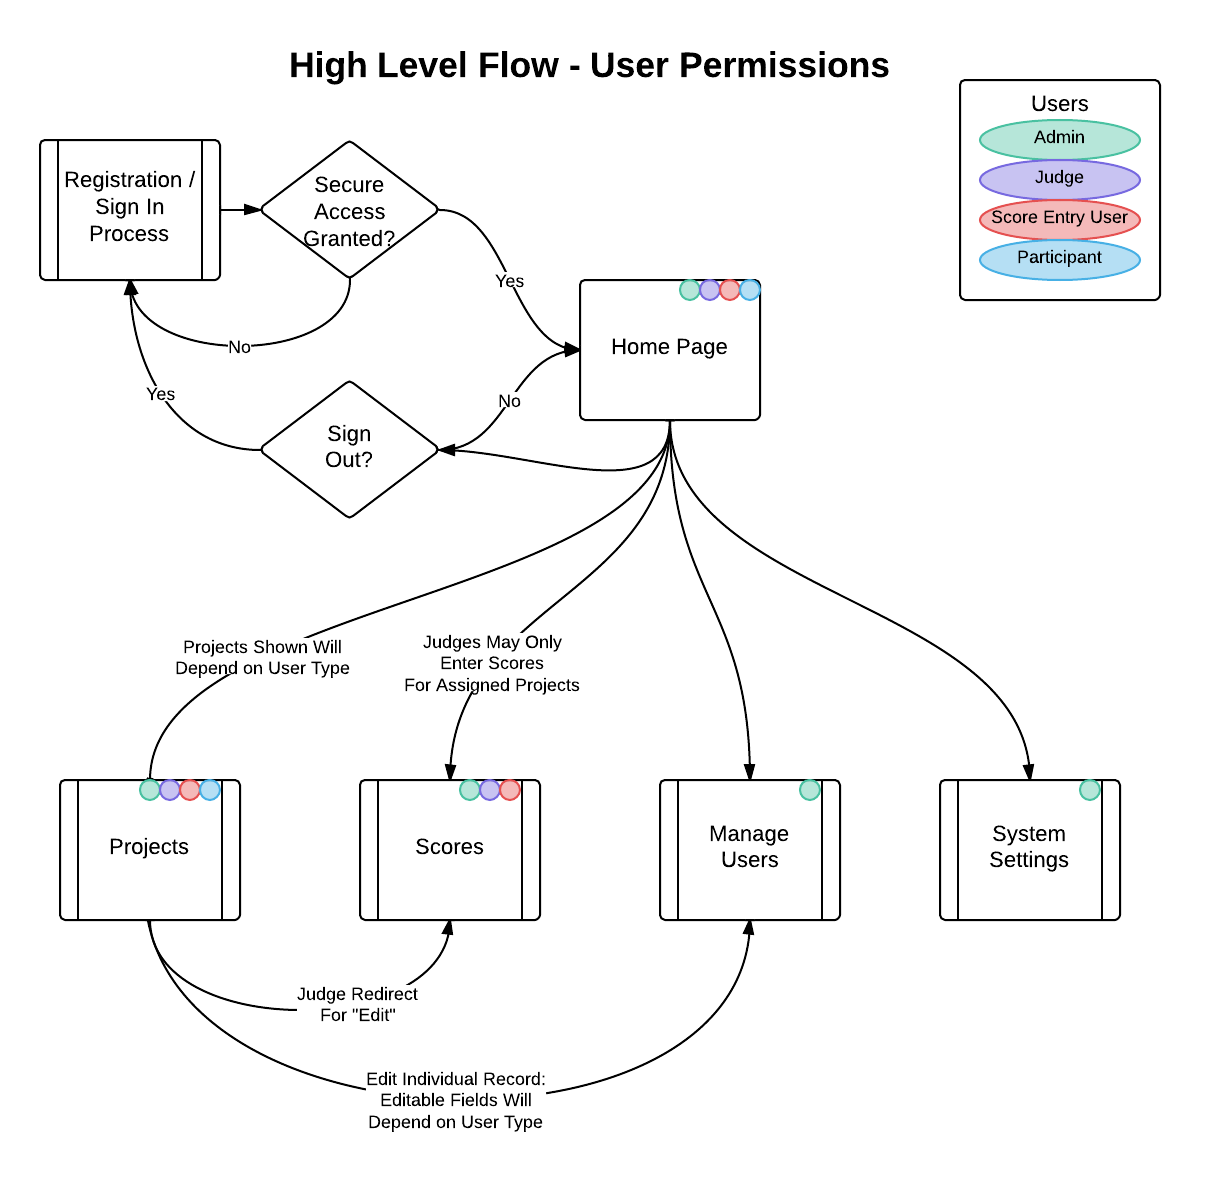 High Level Flow - User Permissions
Users
Admin
Judge
Score Entry User
Participant
Registration /
Sign In
Process
Secure
Access
Granted?
Yes
No
Home Page
Yes
No
Sign
Out?
Projects Shown Will
Depend on User Type
Judges May Only
Enter Scores
For Assigned Projects
Projects
Scores
Manage
Users
System
Settings
Judge Redirect
For "Edit"
Edit Individual Record:
Editable Fields Will
Depend on User Type